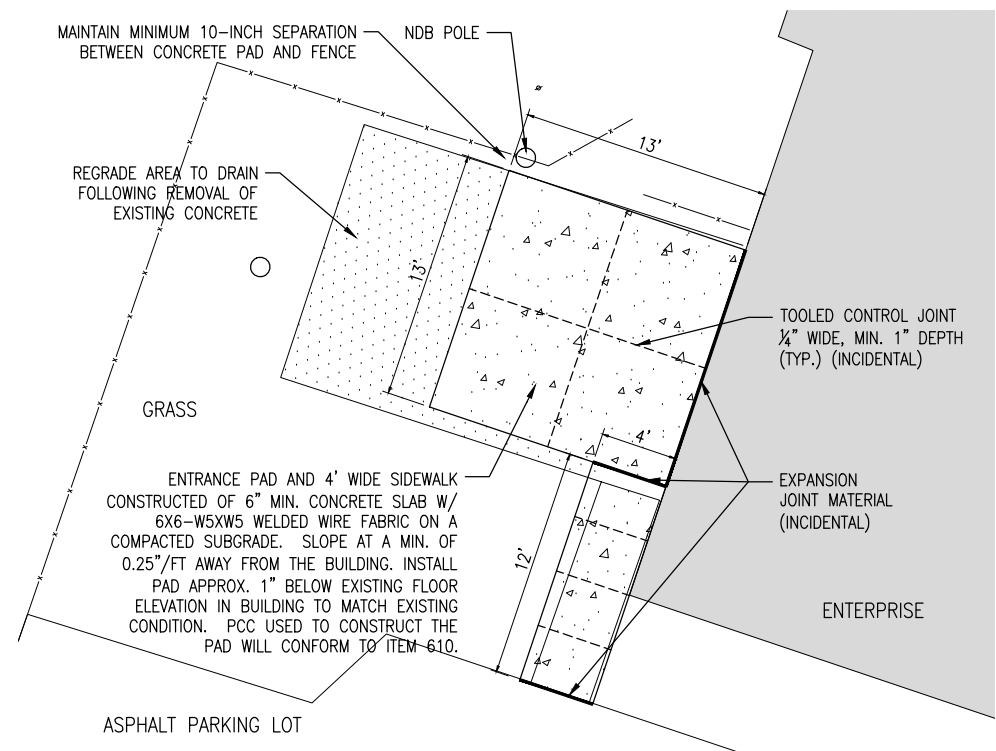 MAINTAIN MINIMUM 10-INCH SEPARATION
BETWEEN CONCRETE PAD AND FENCE
NDB POLE
13'
REGRADE AREA TO DRAIN
FOLLOWING REMOVAL OF
EXISTING CONCRETE
13'
TOOLED CONTROL JOINT
¼" WIDE, MIN. 1" DEPTH
(TYP.) (INCIDENTAL)
GRASS
4'
ENTRANCE PAD AND 4' WIDE SIDEWALK
CONSTRUCTED OF 6" MIN. CONCRETE SLAB W/
6X6-W5XW5 WELDED WIRE FABRIC ON A
COMPACTED SUBGRADE. SLOPE AT A MIN. OF
0.25"/FT AWAY FROM THE BUILDING. INSTALL
PAD APPROX. 1" BELOW EXISTING FLOOR
ELEVATION IN BUILDING TO MATCH EXISTING
CONDITION. PCC USED TO CONSTRUCT THE
PAD WILL CONFORM TO ITEM 610.
EXPANSION
JOINT MATERIAL
(INCIDENTAL)
12'
ENTERPRISE
ASPHALT PARKING LOT